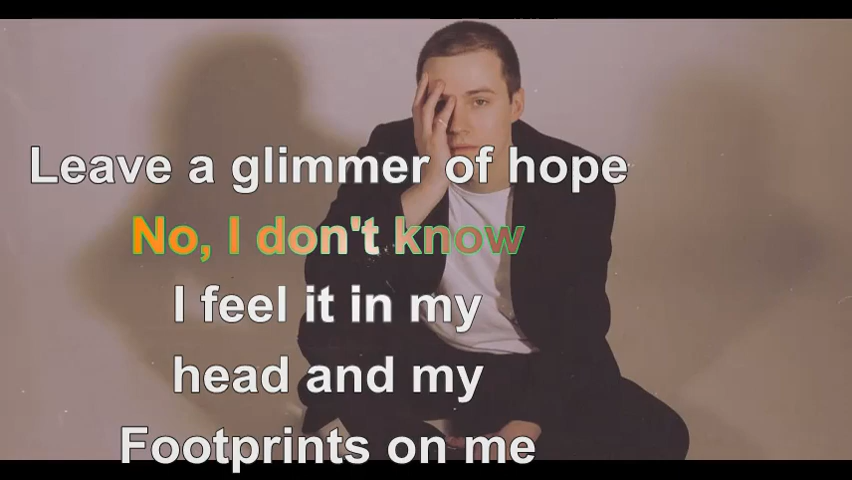 Leave a glimmer of hope
No, I don't know
I feel it in my
head and my
Footprints on me